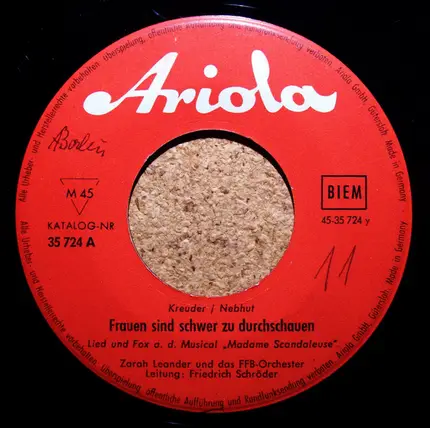 Ariola
M 45
KATALOG-NR
35 724 A
BIEM
45-35 724 y
11
Kreuder / Nebhut
Frauen sind schwer zu durchschauen
Lied und Fox a. d. Musical „Madame Scandaleuse"
Zarah Leander und das FFB-Orchester
Leitung: Friedrich Schröder
Alle Urheber- und Herstellerrechte vorbehalten. Überspielung, öffentliche Aufführung und Rundfunksendung verboten. Ariola GmbH, Gütersloh Made in Germany